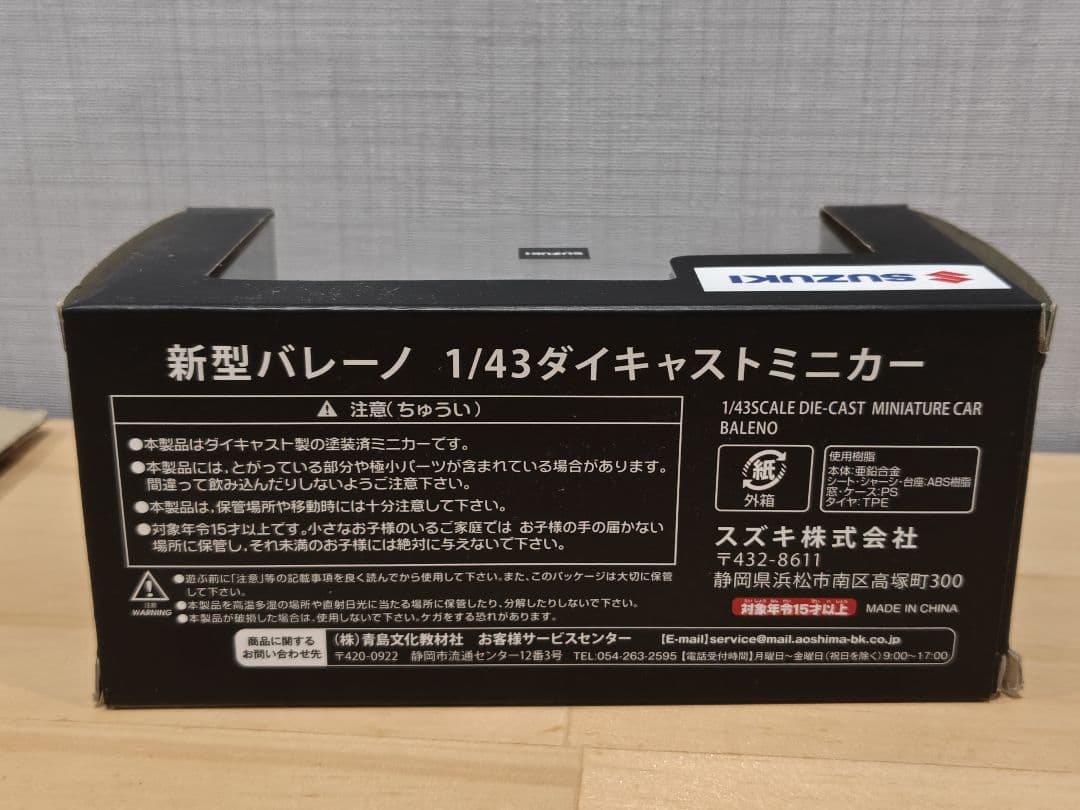 SUZUKI
SUZUKI
新型バレーノ 1/43ダイキャストミニカー
注意(ちゅうい)
●本製品はダイキャスト製の塗装済ミニカーです。
●本製品には、とがっている部分や極小パーツが含まれている場合があります。
間違って飲み込んだりしないようご注意下さい。
●本製品は、保管場所や移動時には十分注意して下さい。
●対象年令15才以上です。小さなお子様のいるご家庭では お子様の手の届かない
場所に保管し、それ未満のお子様には絶対に与えないで下さい。
1/43SCALE DIE-CAST MINIATURE CAR
BALENO
紙
外箱
使用樹脂
本体:亜鉛合金
シート・シャーシ・台座:ABS樹脂
窓・ケース:PS
タイヤ:TPE
スズキ株式会社
〒432-8611
静岡県浜松市南区高塚町300
対象年令15才以上
MADE IN CHINA
注意
WARNING
●遊ぶ前に「注意」等の記載事項を良く読んでから使用して下さい。また、このパッケージは大切に保管
して下さい。
●本製品を高温多湿の場所や直射日光に当たる場所に保管したり、分解したりしないで下さい。
●本製品が破損した場合は、使用しないで下さい。ケガをする恐れがあります。
商品に関する
お問い合わせ先
(株)青島文化教材社 お客様サービスセンター 【E-mail】service@mail.aoshima-bk.co.jp
〒420-0922 静岡市流通センター12番3号 TEL:054-263-2595【電話受付時間】月曜日〜金曜日(祝日を除く)9:00〜17:00